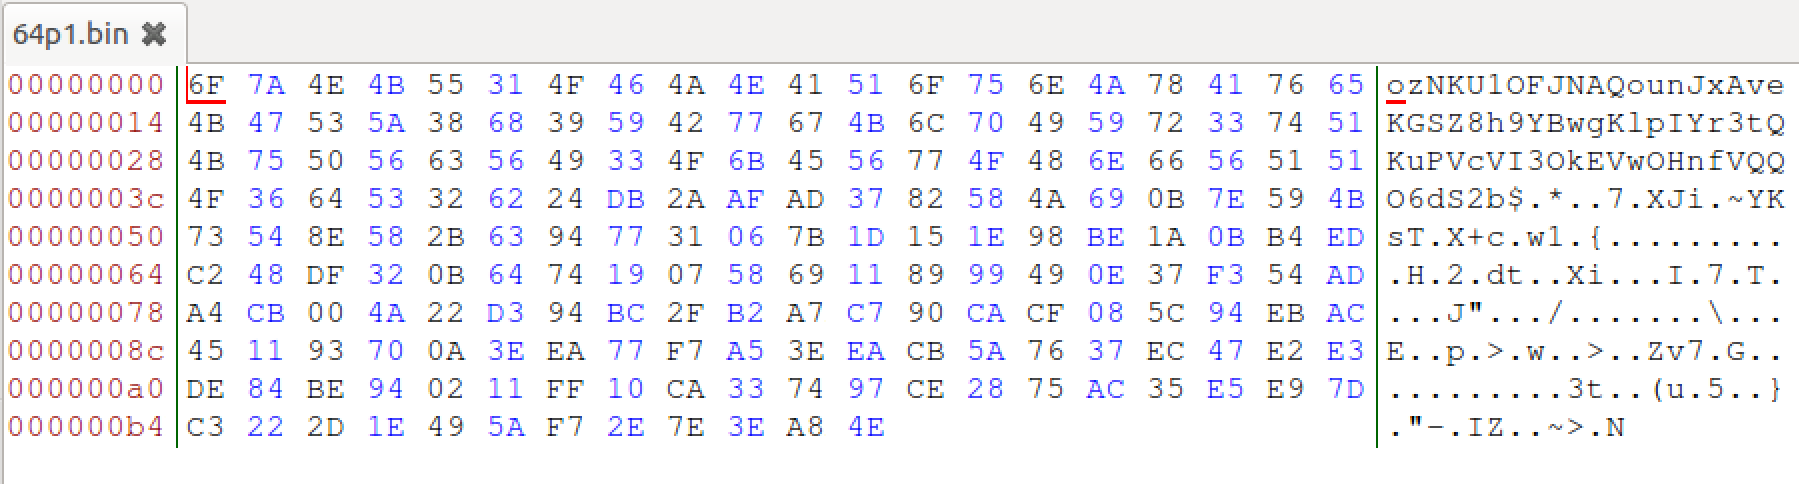 64p1.bin
00000000 6F 7A 4E 4B 55 31 4F 46 4A 4E 41 51 6F 75 6E 4A 78 41 76 65 ozNKU1OFJNAQounJxAve
00000014 4B 47 53 5A 38 68 39 59 42 77 67 4B 6C 70 49 59 72 33 74 51 KGSZ8h9YBwgKlpIYr3tQ
00000028 4B 75 50 56 63 56 49 33 4F 6B 45 56 77 4F 48 6E 66 56 51 51 KuPVcVI3OkEVwOHnfVQQ
0000003c 4F 36 64 53 32 62 24 DB 2A AF AD 37 82 58 4A 69 0B 7E 59 4B O6dS2b$.*..7.XJi.~YK
00000050 73 54 8E 58 2B 63 94 77 31 06 7B 1D 15 1E 98 BE 1A 0B B4 ED sT.X+c.w1.{.........
00000064 C2 48 DF 32 0B 64 74 19 07 58 69 11 89 99 49 0E 37 F3 54 AD .H.2.dt..Xi...I.7.T.
00000078 A4 CB 00 4A 22 D3 94 BC 2F B2 A7 C7 90 CA CF 08 5C 94 EB AC ...J".../.......\...
0000008c 45 11 93 70 0A 3E EA 77 F7 A5 3E EA CB 5A 76 37 EC 47 E2 E3 E..p.>.w..>..Zv7.G..
000000a0 DE 84 BE 94 02 11 FF 10 CA 33 74 97 CE 28 75 AC 35 E5 E9 7D .........3t..(u.5..}
000000b4 C3 22 2D 1E 49 5A F7 2E 7E 3E A8 4E ."-.IZ..~>.N